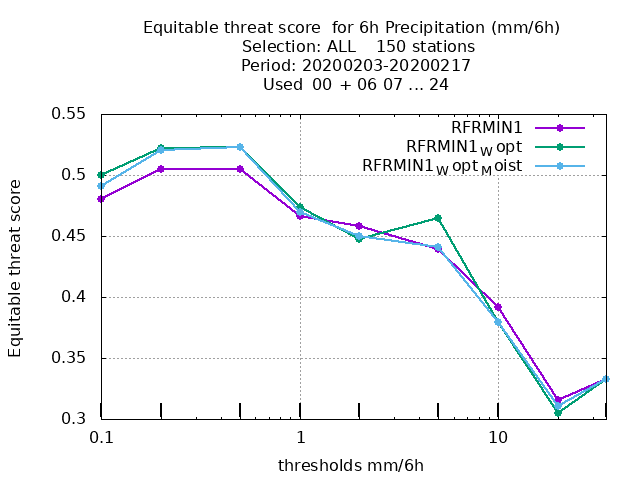 Equitable threat score  for 6h Precipitation (mm/6h)
Selection: ALL    150 stations
Period: 20200203-20200217
Used  00 + 06 07 ... 24
RFRMIN1
RFRMIN1W opt
RFRMIN1W optM oist
Equitable threat score
0.55
0.5
0.45
0.4
0.35
0.3
0.1 1 10
thresholds mm/6h